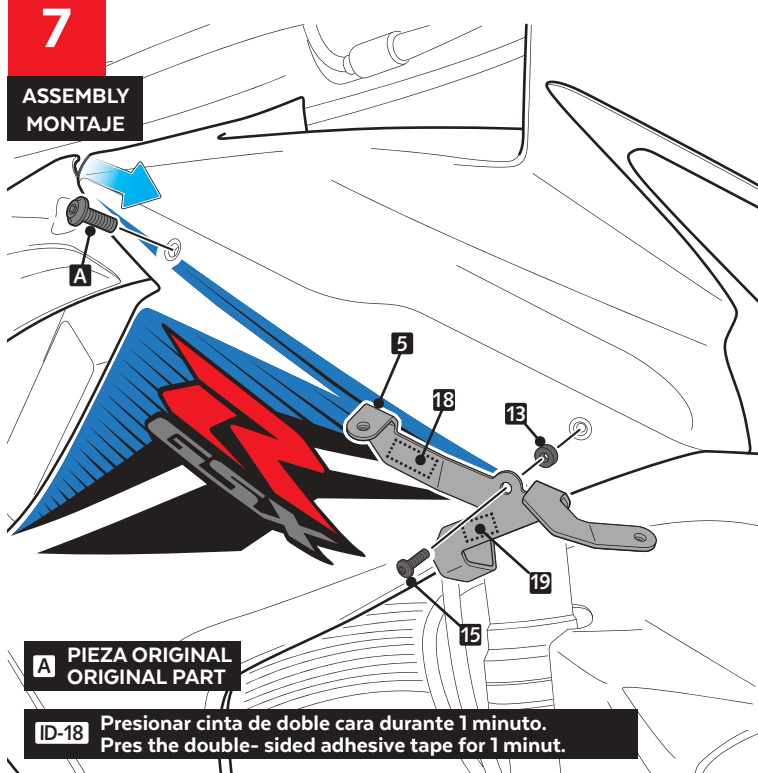 7
ASSEMBLY
MONTAJE
A
5
18
13
GSX
R
19
15
A PIEZA ORIGINAL
ORIGINAL PART
ID-18 Presionar cinta de doble cara durante 1 minuto.
Pres the double- sided adhesive tape for 1 minut.